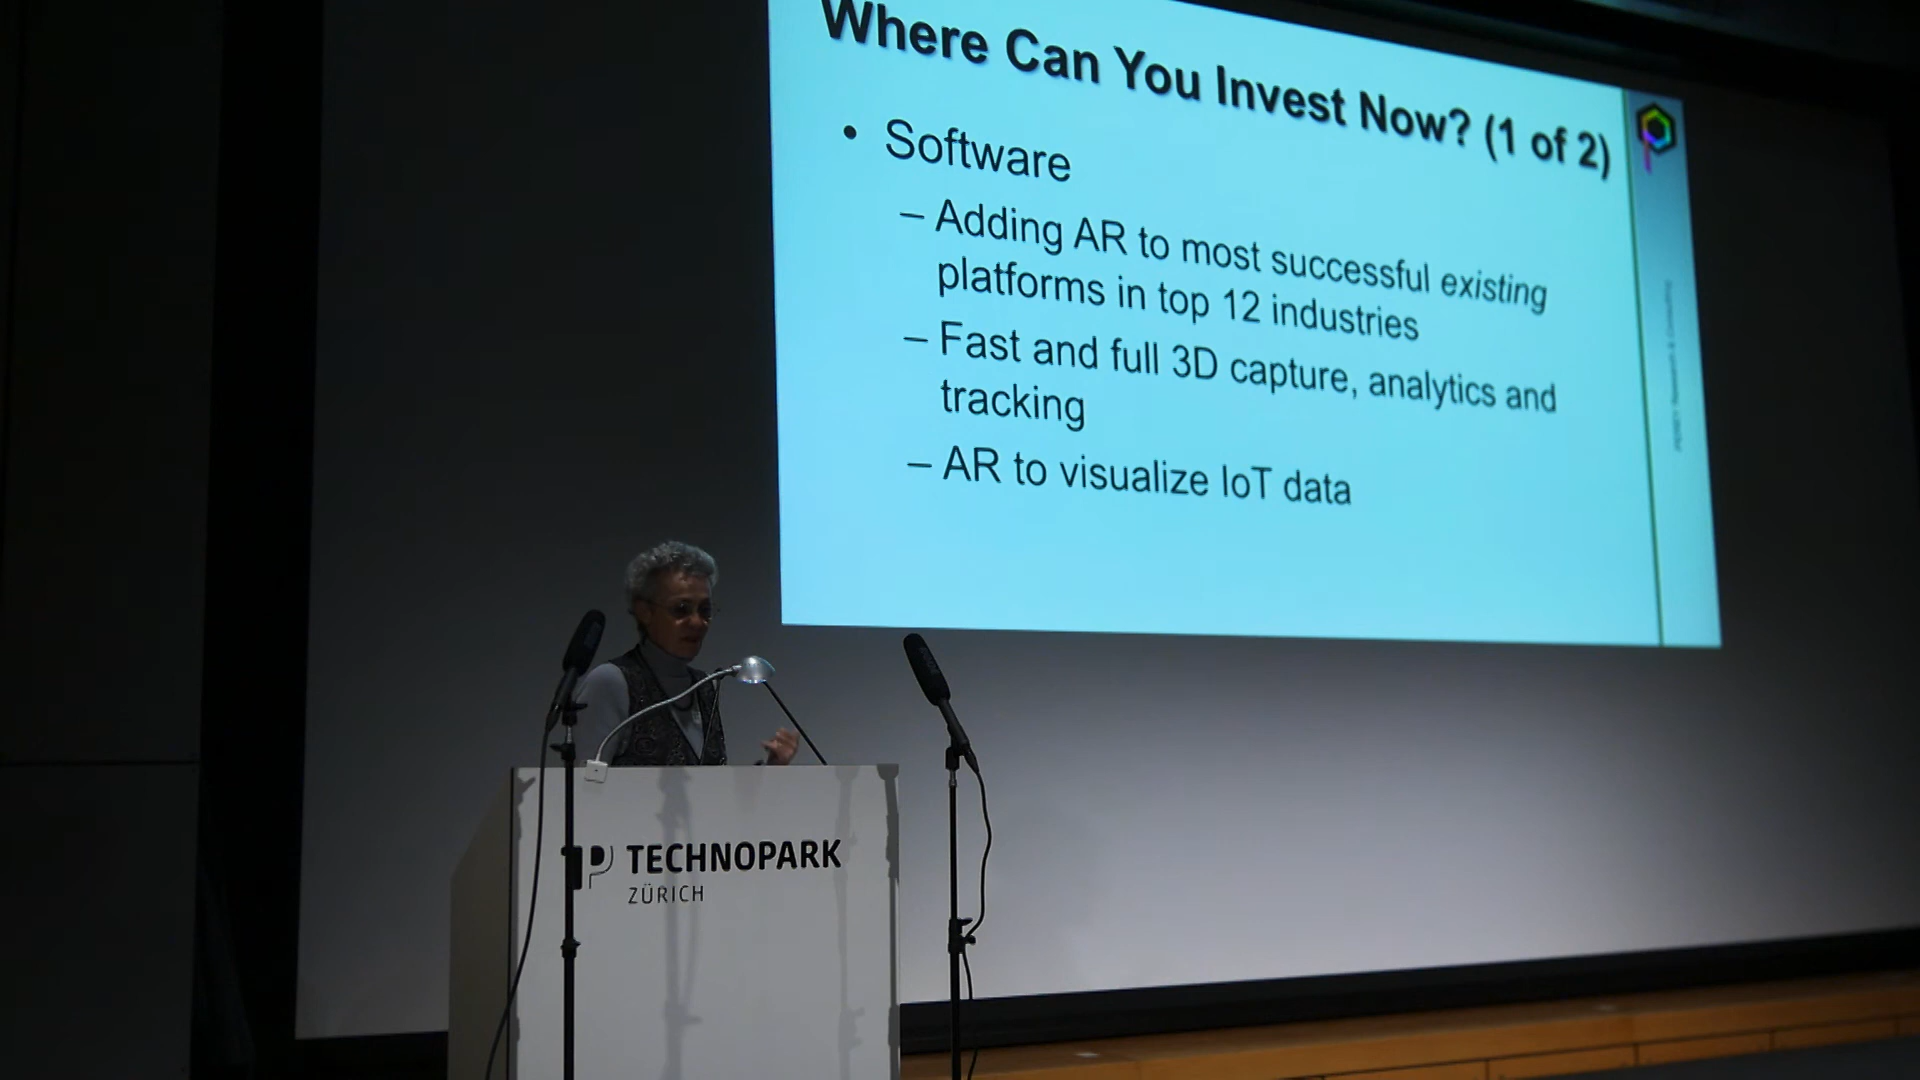 Where Can You Invest Now? (1 of 2)
• Software
– Adding AR to most successful existing
platforms in top 12 industries
– Fast and full 3D capture, analytics and
tracking
– AR to visualize IoT data
TECHNOPARK
ZÜRICH